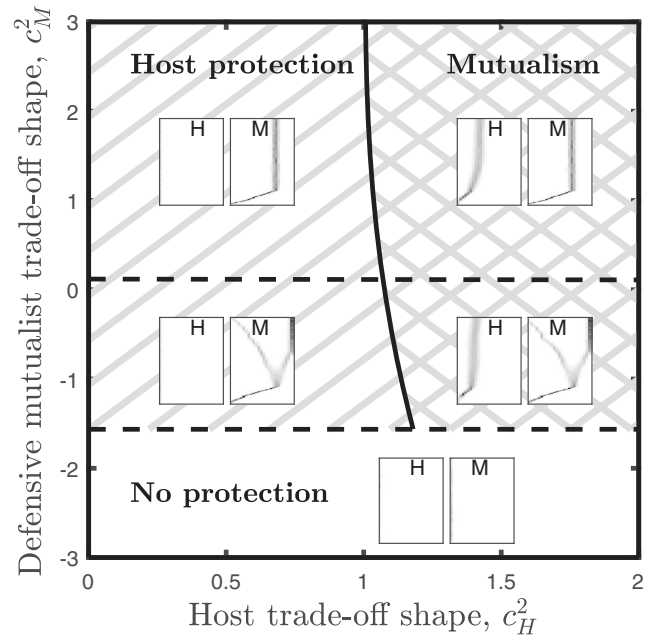 Defensive mutualist trade-off shape, c²_M
3
2
1
0
-1
-2
-3
Host protection
Mutualism
H M
H M
H M
H M
No protection
H M
0 0.5 1 1.5 2
Host trade-off shape, c²_H